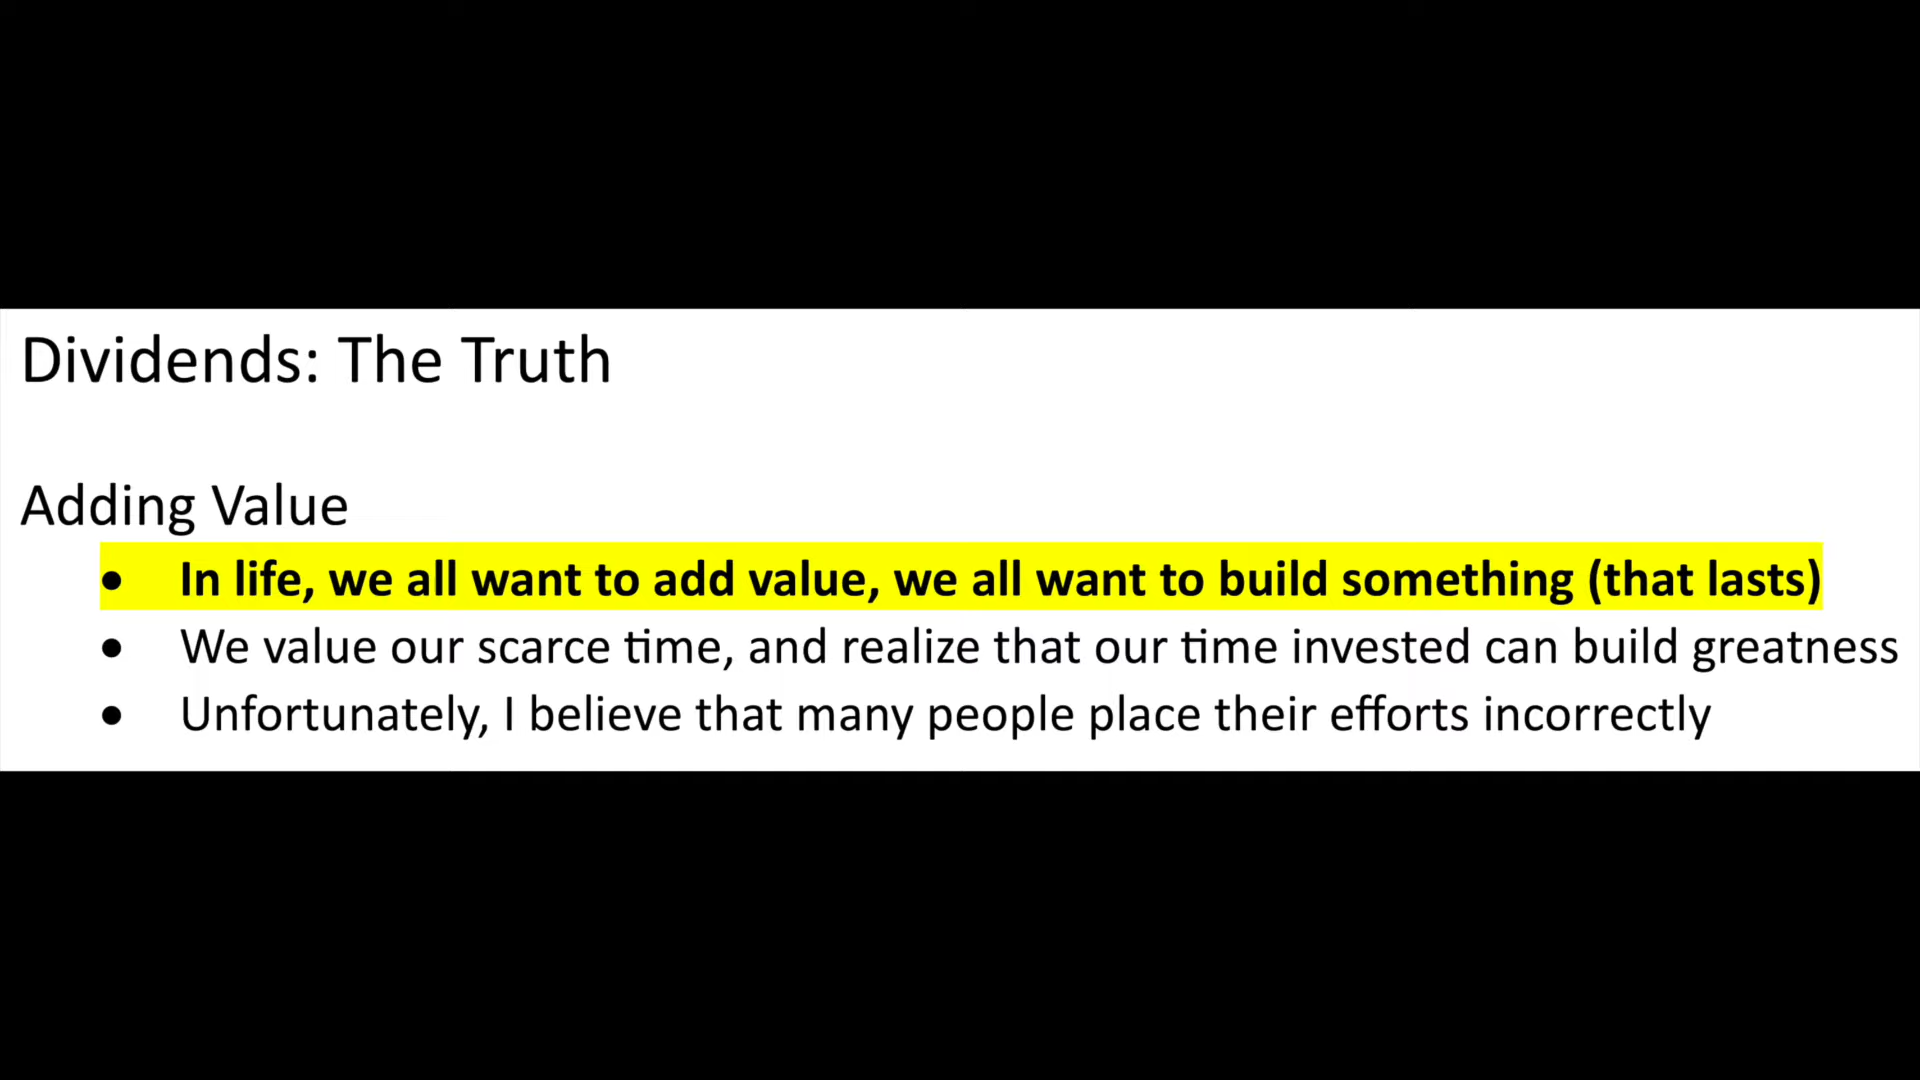 Dividends: The Truth
Adding Value
• In life, we all want to add value, we all want to build something (that lasts)
• We value our scarce time, and realize that our time invested can build greatness
• Unfortunately, I believe that many people place their efforts incorrectly